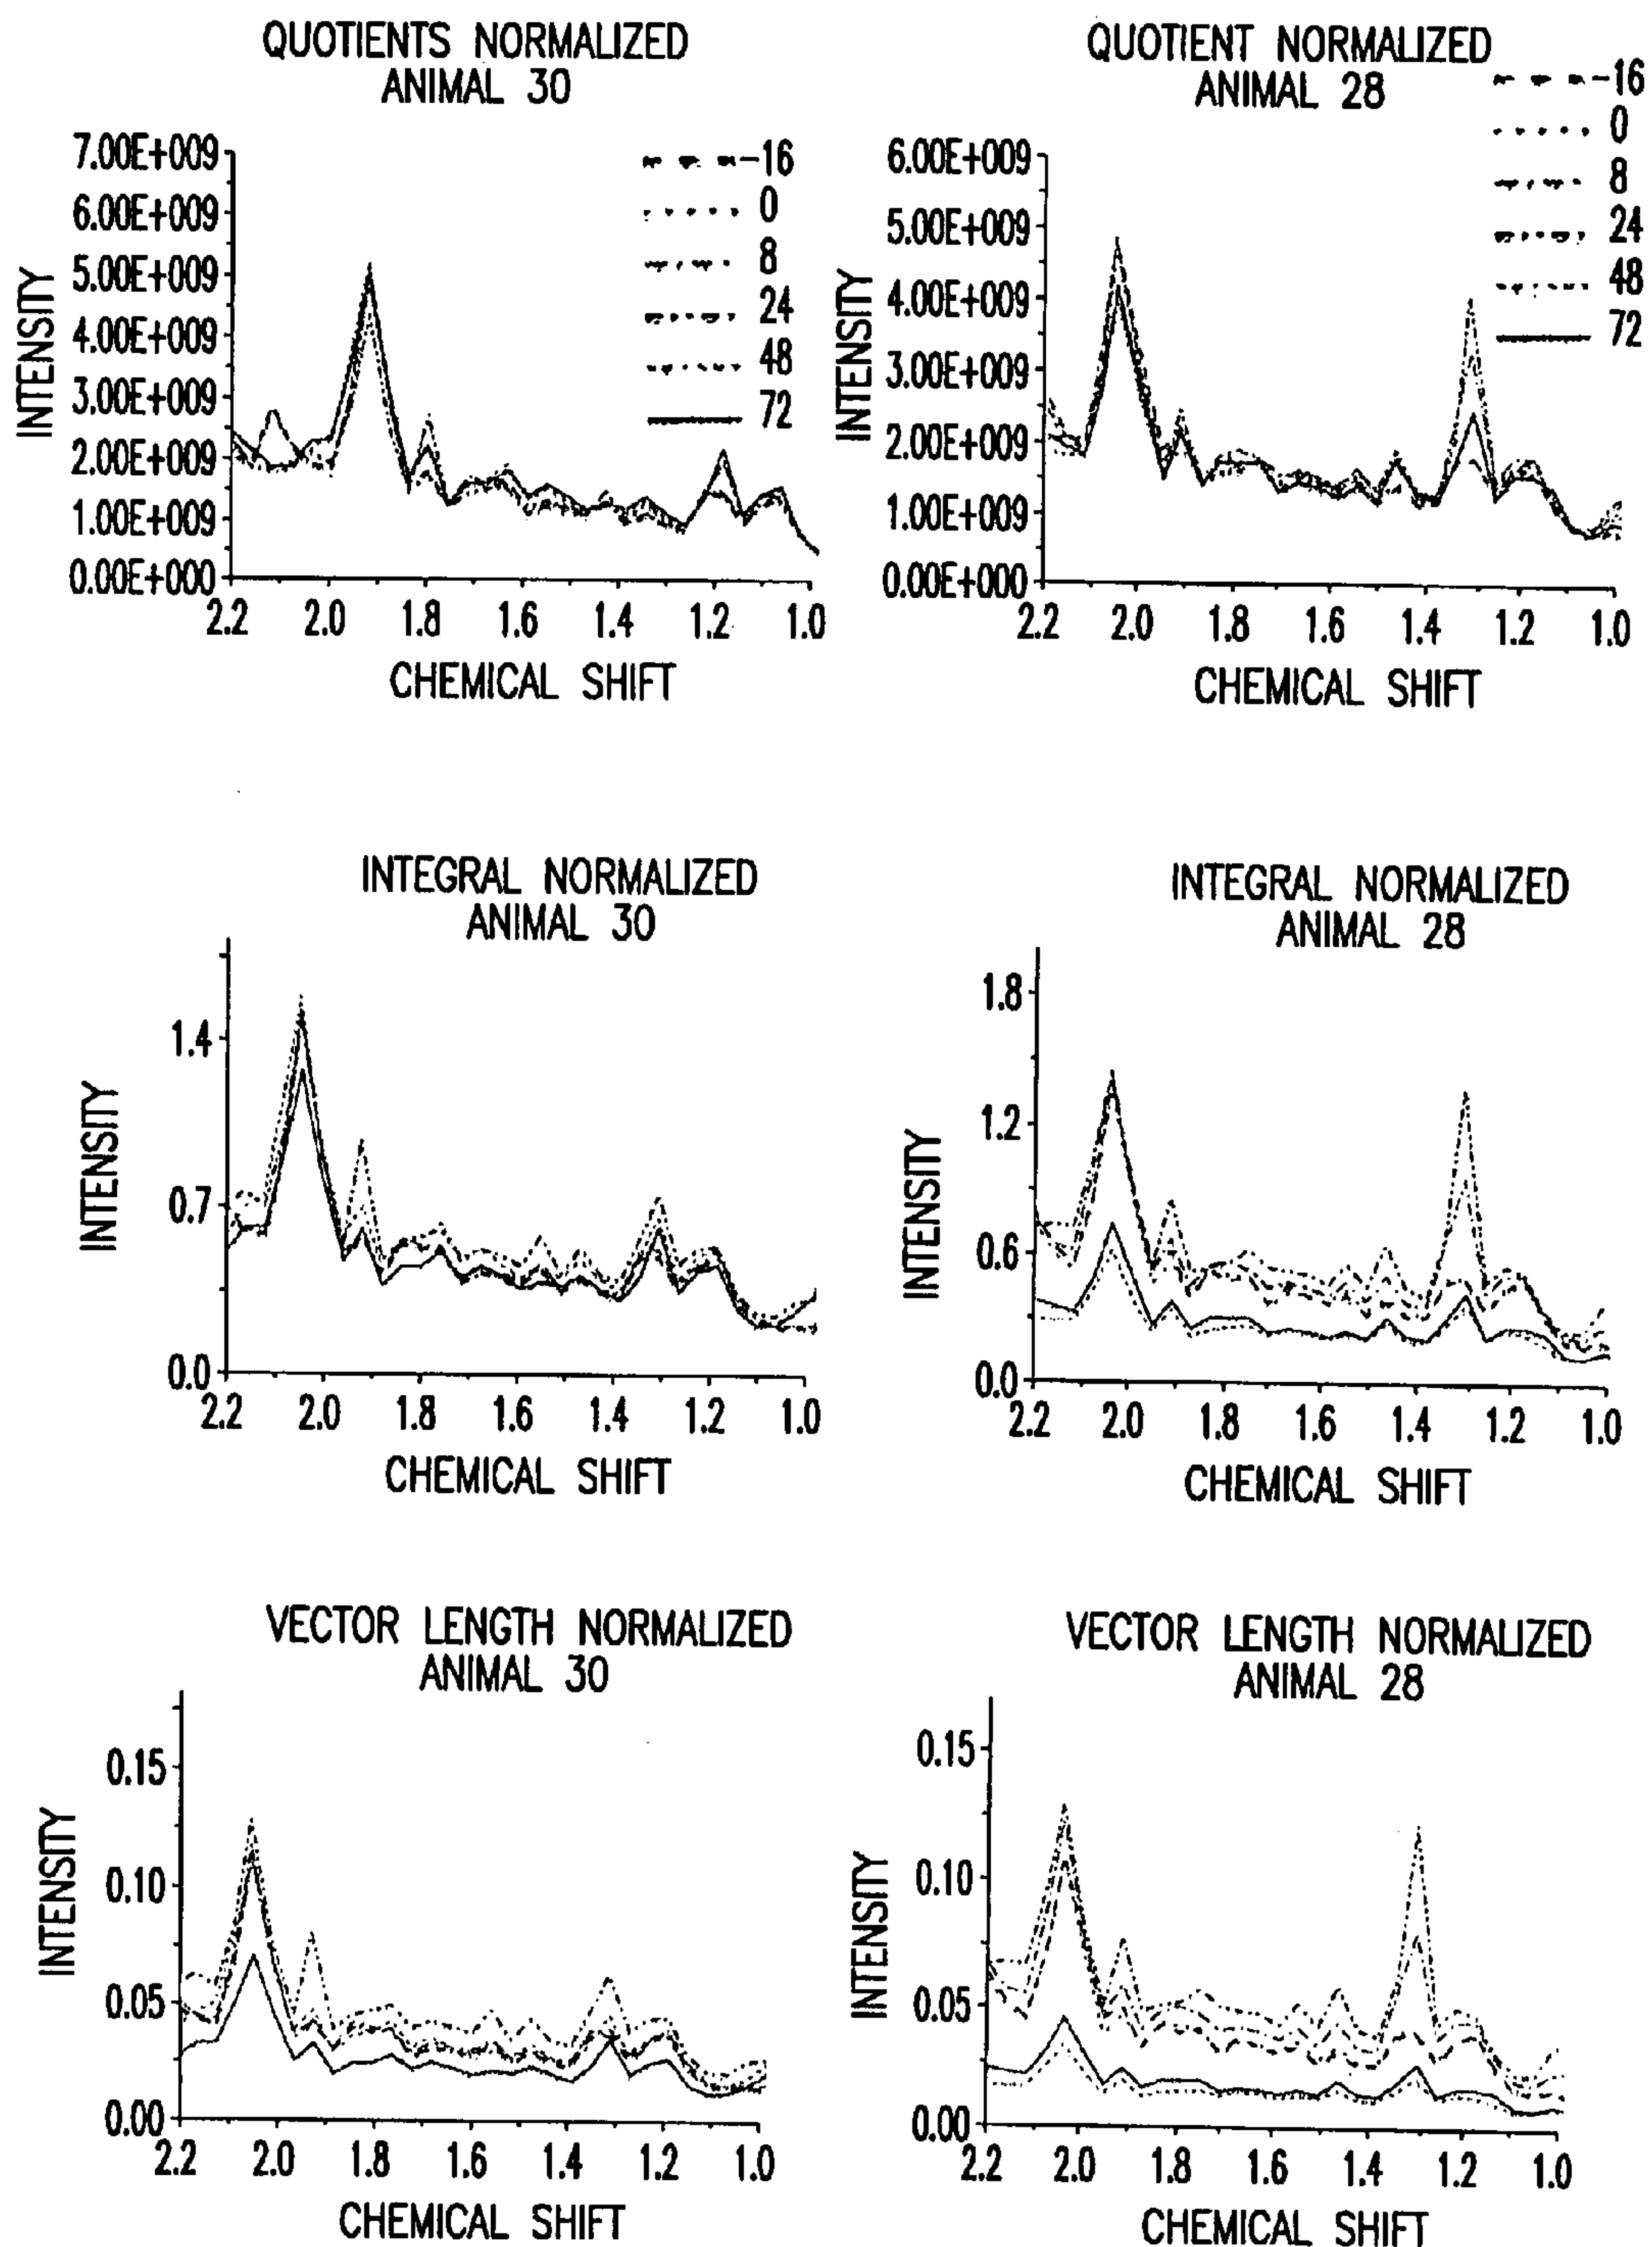 QUOTIENTS NORMALIZED
ANIMAL 30
7.00E+009
6.00E+009
5.00E+009
4.00E+009
3.00E+009
2.00E+009
1.00E+009
0.00E+000
INTENSITY
-16
0
8
24
48
72
2.2 2.0 1.8 1.6 1.4 1.2 1.0
CHEMICAL SHIFT
QUOTIENT NORMALIZED
ANIMAL 28
-16
0
8
24
48
72
6.00E+009
5.00E+009
4.00E+009
3.00E+009
2.00E+009
1.00E+009
0.00E+000
INTENSITY
2.2 2.0 1.8 1.6 1.4 1.2 1.0
CHEMICAL SHIFT
INTEGRAL NORMALIZED
ANIMAL 30
1.4
0.7
0.0
INTENSITY
2.2 2.0 1.8 1.6 1.4 1.2 1.0
CHEMICAL SHIFT
INTEGRAL NORMALIZED
ANIMAL 28
1.8
1.2
0.6
0.0
INTENSITY
2.2 2.0 1.8 1.6 1.4 1.2 1.0
CHEMICAL SHIFT
VECTOR LENGTH NORMALIZED
ANIMAL 30
0.15
0.10
0.05
0.00
INTENSITY
2.2 2.0 1.8 1.6 1.4 1.2 1.0
CHEMICAL SHIFT
VECTOR LENGTH NORMALIZED
ANIMAL 28
0.15
0.10
0.05
0.00
INTENSITY
2.2 2.0 1.8 1.6 1.4 1.2 1.0
CHEMICAL SHIFT